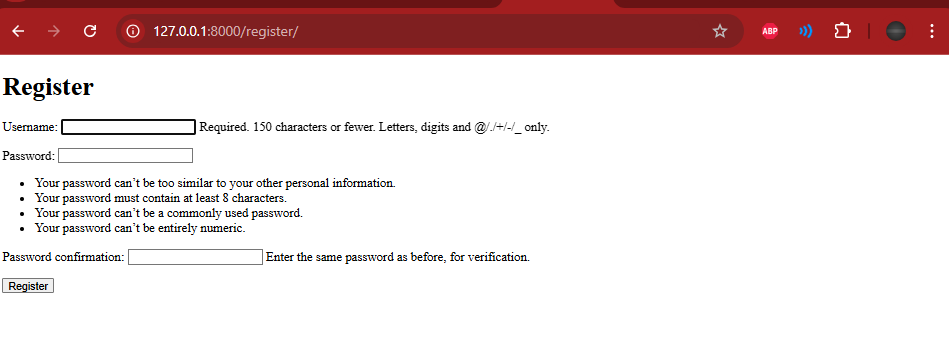 127.0.0.1:8000/register/
ABP
Register
Username: Required. 150 characters or fewer. Letters, digits and @/./+/-/_ only.
Password:
Your password can’t be too similar to your other personal information.
Your password must contain at least 8 characters.
Your password can’t be a commonly used password.
Your password can’t be entirely numeric.
Password confirmation: Enter the same password as before, for verification.
Register